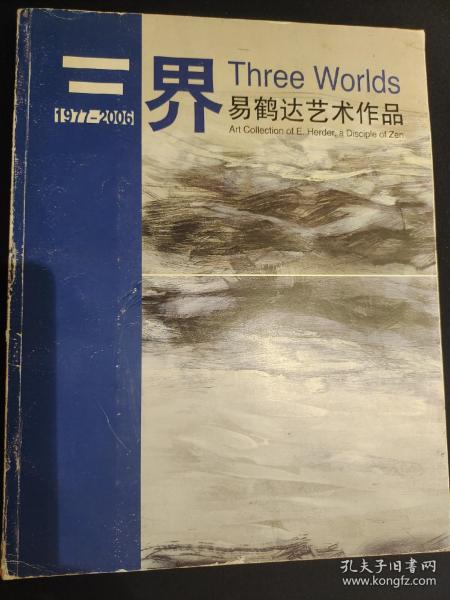 三界
1977-2006
Three Worlds
易鹤达艺术作品
Art Collection of E. Herder, a Disciple of Zen
孔夫子旧书网
www.kongfz.com